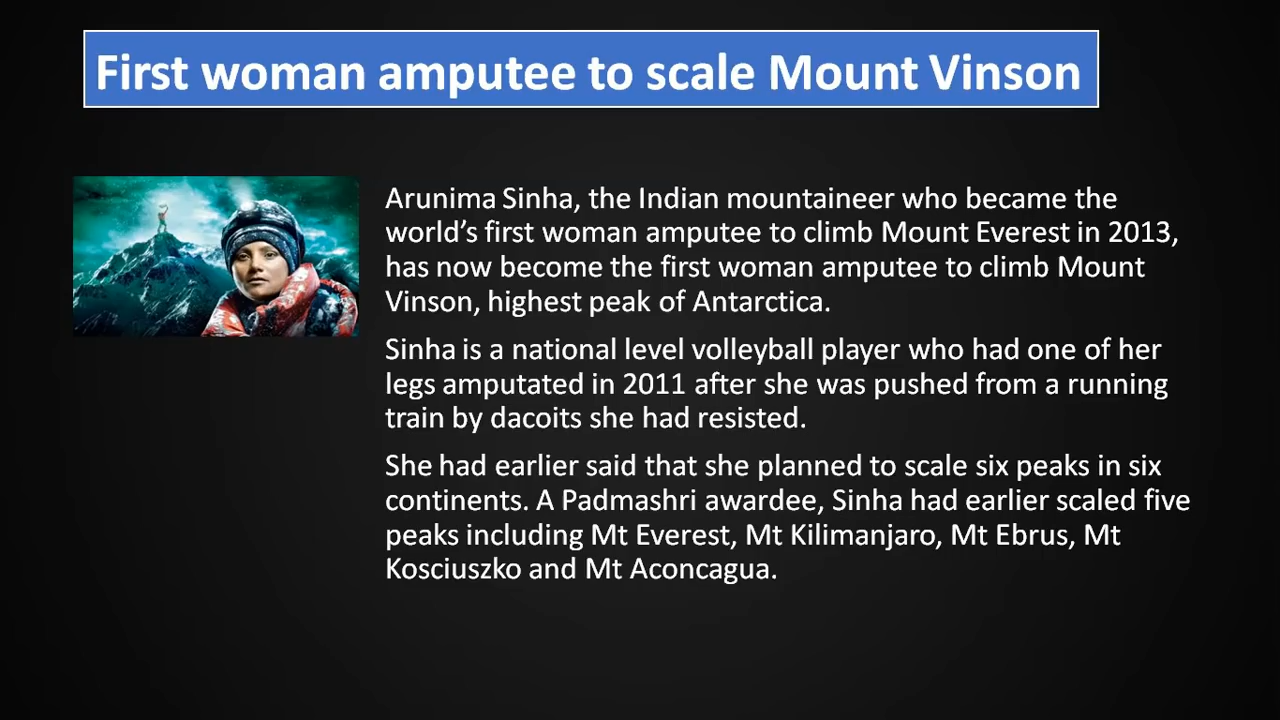 First woman amputee to scale Mount Vinson
Arunima Sinha, the Indian mountaineer who became the
world’s first woman amputee to climb Mount Everest in 2013,
has now become the first woman amputee to climb Mount
Vinson, highest peak of Antarctica.
Sinha is a national level volleyball player who had one of her
legs amputated in 2011 after she was pushed from a running
train by dacoits she had resisted.
She had earlier said that she planned to scale six peaks in six
continents. A Padmashri awardee, Sinha had earlier scaled five
peaks including Mt Everest, Mt Kilimanjaro, Mt Ebrus, Mt
Kosciuszko and Mt Aconcagua.